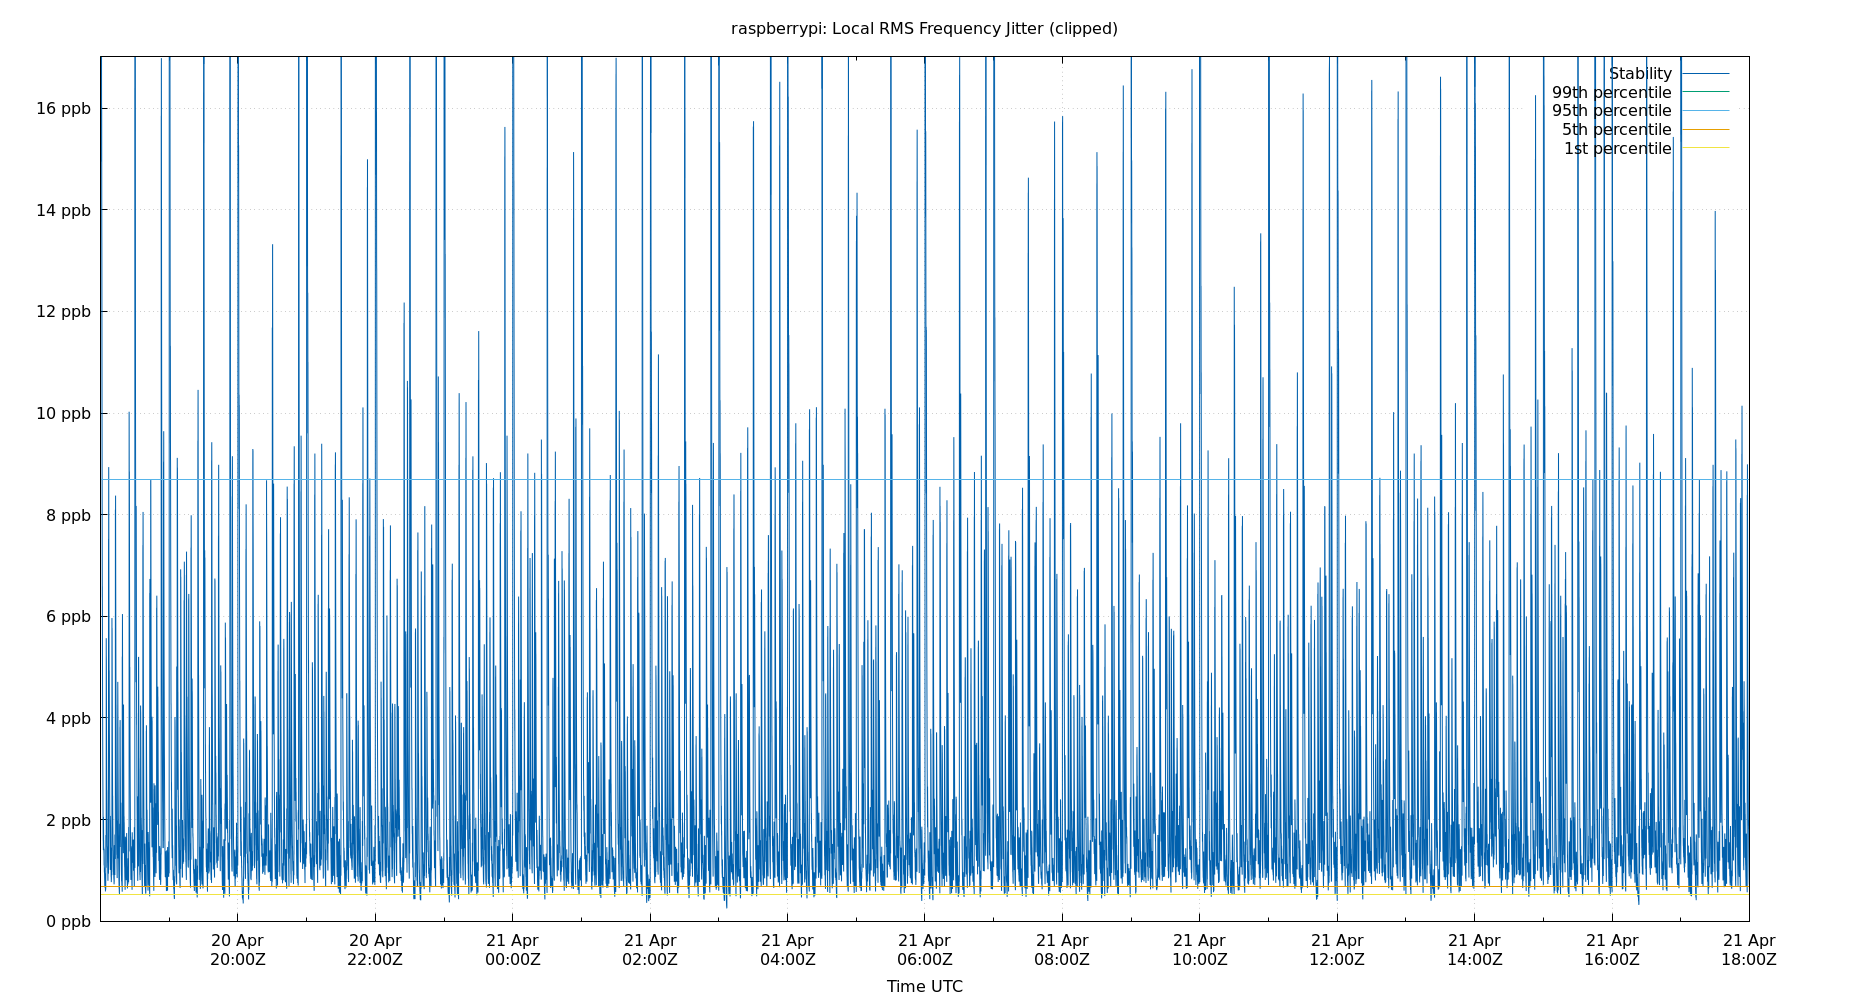 raspberrypi: Local RMS Frequency Jitter (clipped)
Stability
99th percentile
95th percentile
5th percentile
1st percentile
16 ppb
14 ppb
12 ppb
10 ppb
8 ppb
6 ppb
4 ppb
2 ppb
0 ppb
20 Apr 20 Apr 21 Apr 21 Apr 21 Apr 21 Apr 21 Apr 21 Apr 21 Apr 21 Apr 21 Apr 21 Apr
20:00Z 22:00Z 00:00Z 02:00Z 04:00Z 06:00Z 08:00Z 10:00Z 12:00Z 14:00Z 16:00Z 18:00Z
Time UTC